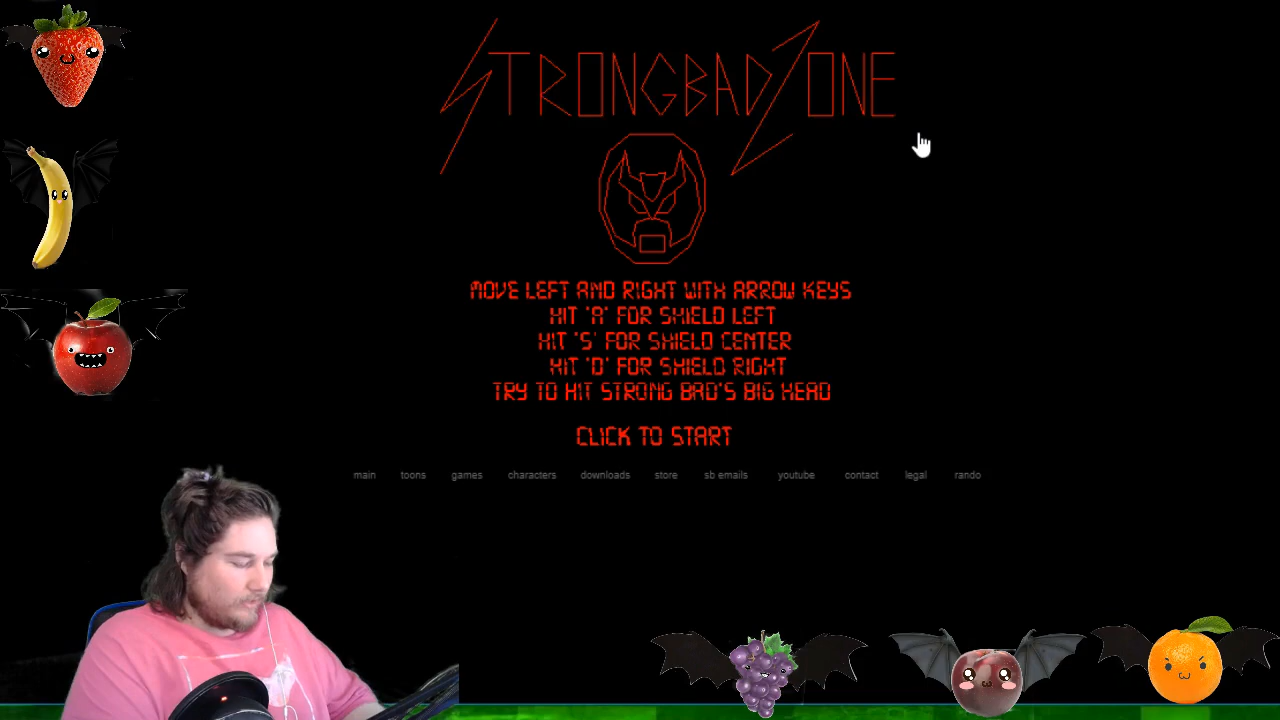 STRONGBADZONE
MOVE LEFT AND RIGHT WITH ARROW KEYS
HIT 'A' FOR SHIELD LEFT
HIT 'S' FOR SHIELD CENTER
HIT 'D' FOR SHIELD RIGHT
TRY TO HIT STRONG BAD'S BIG HEAD
CLICK TO START
main toons games characters downloads store sb emails youtube contact legal rando